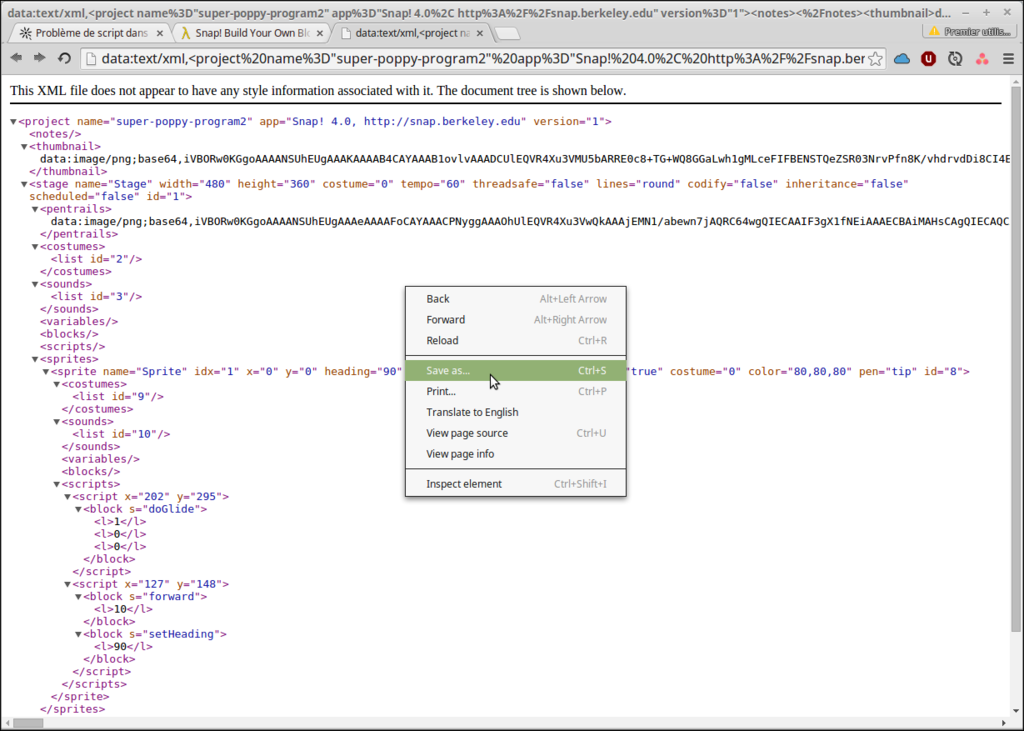 data:text/xml,<project name%3D"super-poppy-program2" app%3D"Snap! 4.0%2C http%3A%2F%2Fsnap.berkeley.edu" version%3D"1"><notes><%2Fnotes><thumbnail>d...
Problème de script dans
Snap! Build Your Own Blo
data:text/xml,<project na
Premier utilis...
data:text/xml,<project%20name%3D"super-poppy-program2"%20app%3D"Snap!%204.0%2C%20http%3A%2F%2Fsnap.ber
This XML file does not appear to have any style information associated with it. The document tree is shown below.
▼<project name="super-poppy-program2" app="Snap! 4.0, http://snap.berkeley.edu" version="1">
<notes/>
▼<thumbnail>
data:image/png;base64,iVBORw0KGgoAAAANSUhEUgAAAKAAAAB4CAYAAAB1ovlvAAADCUlEQVR4Xu3VMU5bARRE0c8+TG+WQ8GGaLwh1gMLceFIFBENSTQeZSR03NrvPfn8K/vhdrvdDi8CI4E
</thumbnail>
▼<stage name="Stage" width="480" height="360" costume="0" tempo="60" threadsafe="false" lines="round" codify="false" inheritance="false"
scheduled="false" id="1">
▼<pentrails>
data:image/png;base64,iVBORw0KGgoAAAANSUhEUgAAAeAAAAFoCAYAAACPNyggAAAOhUlEQVR4Xu3VwQkAAAjEMN1/abewn7jAQRC64wgQIECAAIF3gX1fNEiAAAECBAiMAHsCAgQIECAQC
</pentrails>
▼<costumes>
<list id="2"/>
</costumes>
▼<sounds>
<list id="3"/>
</sounds>
<variables/>
<blocks/>
<scripts/>
▼<sprites>
▼<sprite name="Sprite" idx="1" x="0" y="0" heading="90" "true" costume="0" color="80,80,80" pen="tip" id="8">
▼<costumes>
<list id="9"/>
</costumes>
▼<sounds>
<list id="10"/>
</sounds>
<variables/>
<blocks/>
▼<scripts>
▼<script x="202" y="295">
▼<block s="doGlide">
<l>1</l>
<l>0</l>
<l>0</l>
</block>
</script>
▼<script x="127" y="148">
▼<block s="forward">
<l>10</l>
</block>
▼<block s="setHeading">
<l>90</l>
</block>
</script>
</scripts>
</sprite>
</sprites>
Back Alt+Left Arrow
Forward Alt+Right Arrow
Reload Ctrl+R
Save as... Ctrl+S
Print... Ctrl+P
Translate to English
View page source Ctrl+U
View page info
Inspect element Ctrl+Shift+I